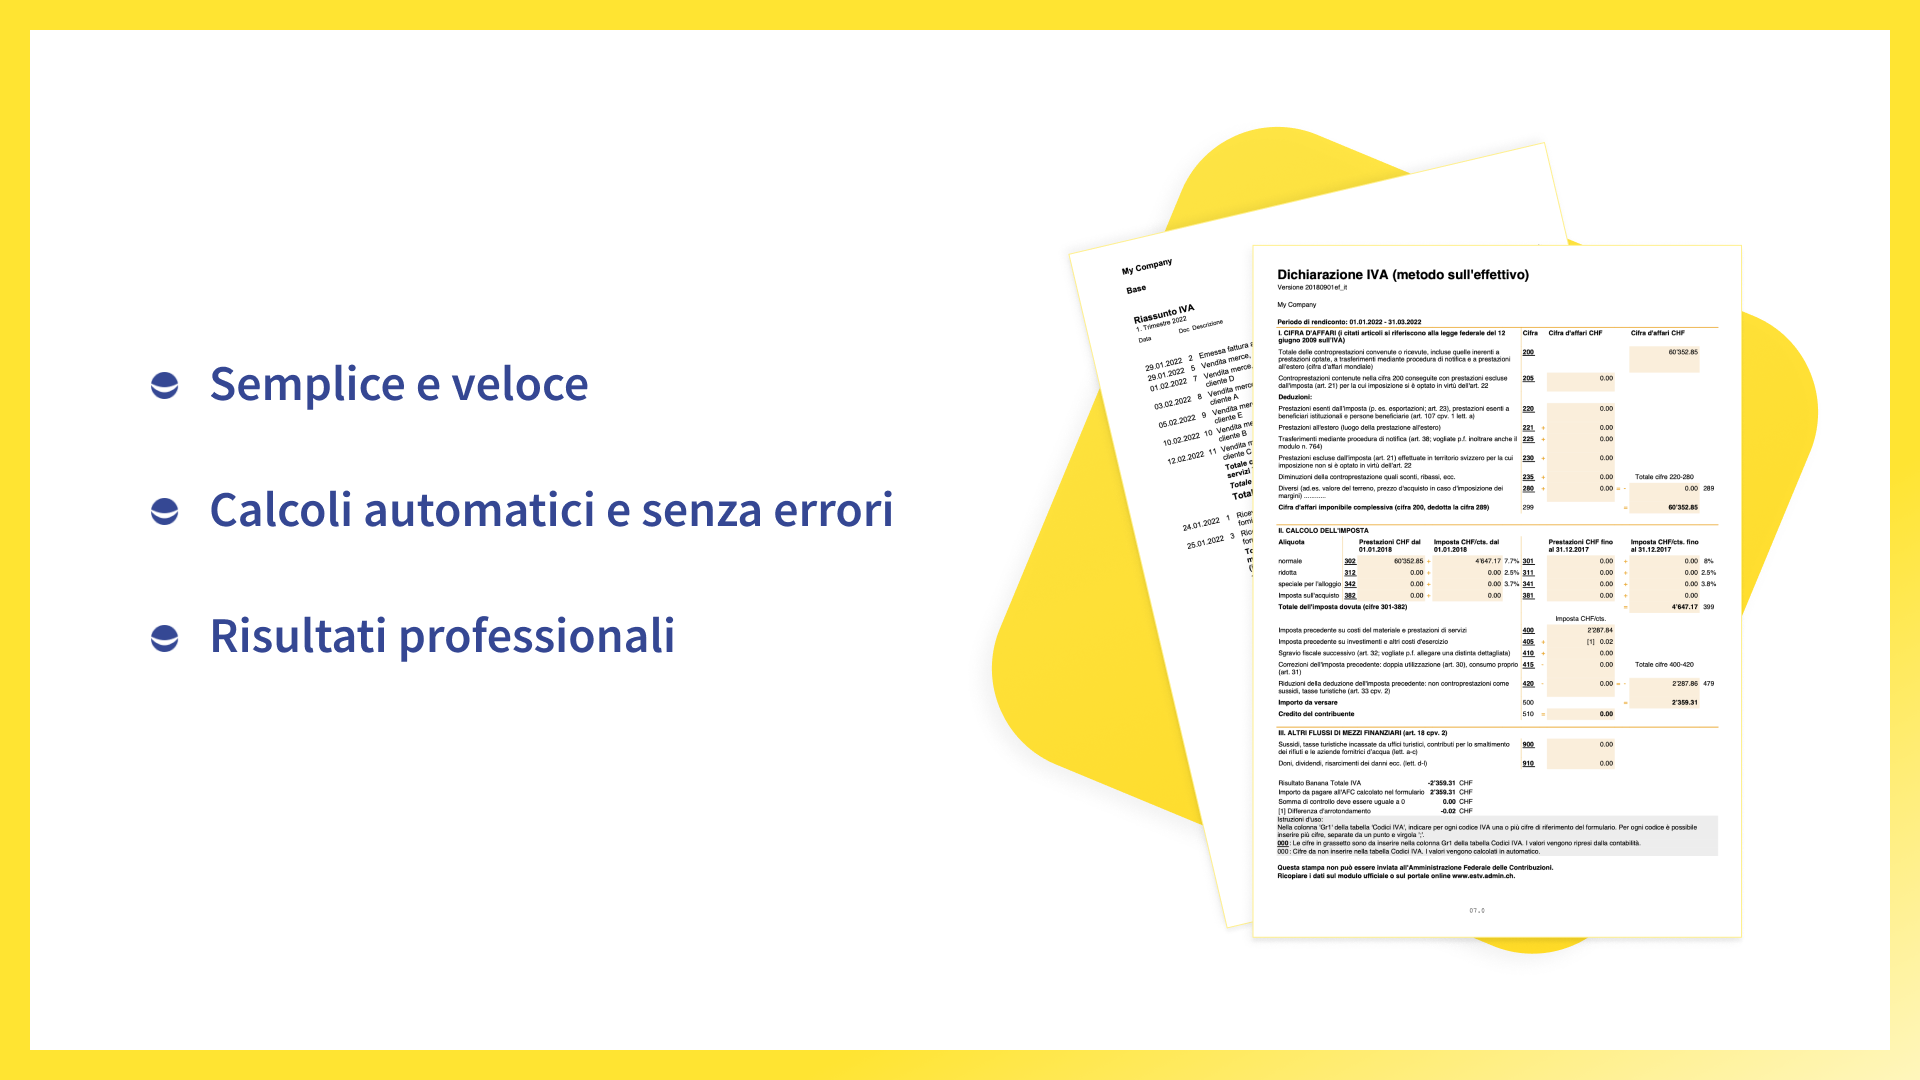 Semplice e veloce
Calcoli automatici e senza errori
Risultati professionali
My Company
Base
Riassunto IVA
1. Trimestre 2022
Data Doc Descrizione
29.01.2022 2 Emessa fattura
29.01.2022 5 Vendita merce,
01.02.2022 7 Vendita merce,
cliente D
03.02.2022 8 Vendita
cliente A
05.02.2022 9 Vendita
cliente E
10.02.2022 10 Vendita
cliente B
12.02.2022 11 Vendita
cliente C
Totale
servizi
Totale
24.01.2022 1
25.01.2022 3
Dichiarazione IVA (metodo sull'effettivo)
Versione 20180901ef_it
My Company
Periodo di rendiconto: 01.01.2022 - 31.03.2022
I. CIFRA D'AFFARI (i citati articoli si riferiscono alla legge federale del 12 Cifra Cifra d'affari CHF Cifra d'affari CHF
giugno 2009 sull'IVA)
Totale delle controprestazioni convenute o ricevute, incluse quelle inerenti a 200 60'352.85
prestazioni optate, a trasferimenti mediante procedura di notifica e a prestazioni
all'estero (cifra d'affari mondiale)
Controprestazioni contenute nella cifra 200 conseguite con prestazioni escluse 205 0.00
dall'imposta (art. 21) per la cui imposizione si è optato in virtù dell'art. 22
Deduzioni:
Prestazioni esenti dall'imposta (p. es. esportazioni; art. 23), prestazioni esenti a 220 0.00
beneficiari istituzionali e persone beneficiarie (art. 107 cpv. 1 lett. a)
Prestazioni all'estero (luogo della prestazione all'estero) 221 + 0.00
Trasferimenti mediante procedura di notifica (art. 38; vogliate p.f. inoltrare anche il 225 + 0.00
modulo n. 764)
Prestazioni escluse dall'imposta (art. 21) effettuate in territorio svizzero per la cui 230 + 0.00
imposizione non si è optato in virtù dell'art. 22
Diminuzioni della controprestazione quali sconti, ribassi, ecc. 235 + 0.00 Totale cifre 220-280
Diversi (ad.es. valore del terreno, prezzo d'acquisto in caso d'imposizione dei 280 + 0.00 = - 0.00 289
margini) ............
Cifra d'affari imponibile complessiva (cifra 200, dedotta la cifra 289) 299 = 60'352.85
II. CALCOLO DELL'IMPOSTA
Aliquota Prestazioni CHF dal Imposta CHF/cts. dal Prestazioni CHF fino Imposta CHF/cts. fino
01.01.2018 01.01.2018 al 31.12.2017 al 31.12.2017
normale 302 60'352.85 + 4'647.17 7.7% 301 0.00 + 0.00 8%
ridotta 312 0.00 + 0.00 2.5% 311 0.00 + 0.00 2.5%
speciale per l'alloggio 342 0.00 + 0.00 3.7% 341 0.00 + 0.00 3.8%
Imposta sull'acquisto 382 0.00 + 0.00 381 0.00 + 0.00
Totale dell'imposta dovuta (cifre 301-382) = 4'647.17 399
Imposta CHF/cts.
Imposta precedente su costi del materiale e prestazioni di servizi 400 2'287.84
Imposta precedente su investimenti e altri costi d'esercizio 405 + [1] 0.02
Sgravio fiscale successivo (art. 32; vogliate p.f. allegare una distinta dettagliata) 410 + 0.00
Correzioni dell'imposta precedente: doppia utilizzazione (art. 30), consumo proprio 415 - 0.00 Totale cifre 400-420
(art. 31)
Riduzioni della deduzione dell'imposta precedente: non controprestazioni come 420 - 0.00 = - 2'287.86 479
sussidi, tasse turistiche (art. 33 cpv. 2)
Importo da versare 500 = 2'359.31
Credito del contribuente 510 = 0.00
III. ALTRI FLUSSI DI MEZZI FINANZIARI (art. 18 cpv. 2)
Sussidi, tasse turistiche incassate da uffici turistici, contributi per lo smaltimento 900 0.00
dei rifiuti e le aziende fornitrici d'acqua (lett. a-c)
Doni, dividendi, risarcimenti dei danni ecc. (lett. d-l) 910 0.00
Risultato Banana Totale IVA -2'359.31 CHF
Importo da pagare all'AFC calcolato nel formulario 2'359.31 CHF
Somma di controllo deve essere uguale a 0 0.00 CHF
[1] Differenza d'arrotondamento -0.02 CHF
Istruzioni d'uso:
Nella colonna 'Gr1' della tabella 'Codici IVA', indicare per ogni codice IVA una o più cifre di riferimento del formulario. Per ogni codice è possibile
inserire più cifre, separate da un punto e virgola ';'.
000: Le cifre in grassetto sono da inserire nella colonna Gr1 della tabella Codici IVA. I valori vengono ripresi dalla contabilità.
000: Cifre da non inserire nella tabella Codici IVA. I valori vengono calcolati in automatico.
Questa stampa non può essere inviata all'Amministrazione Federale delle Contribuzioni.
Ricopiare i dati sul modulo ufficiale o sul portale online www.estv.admin.ch.
07.0